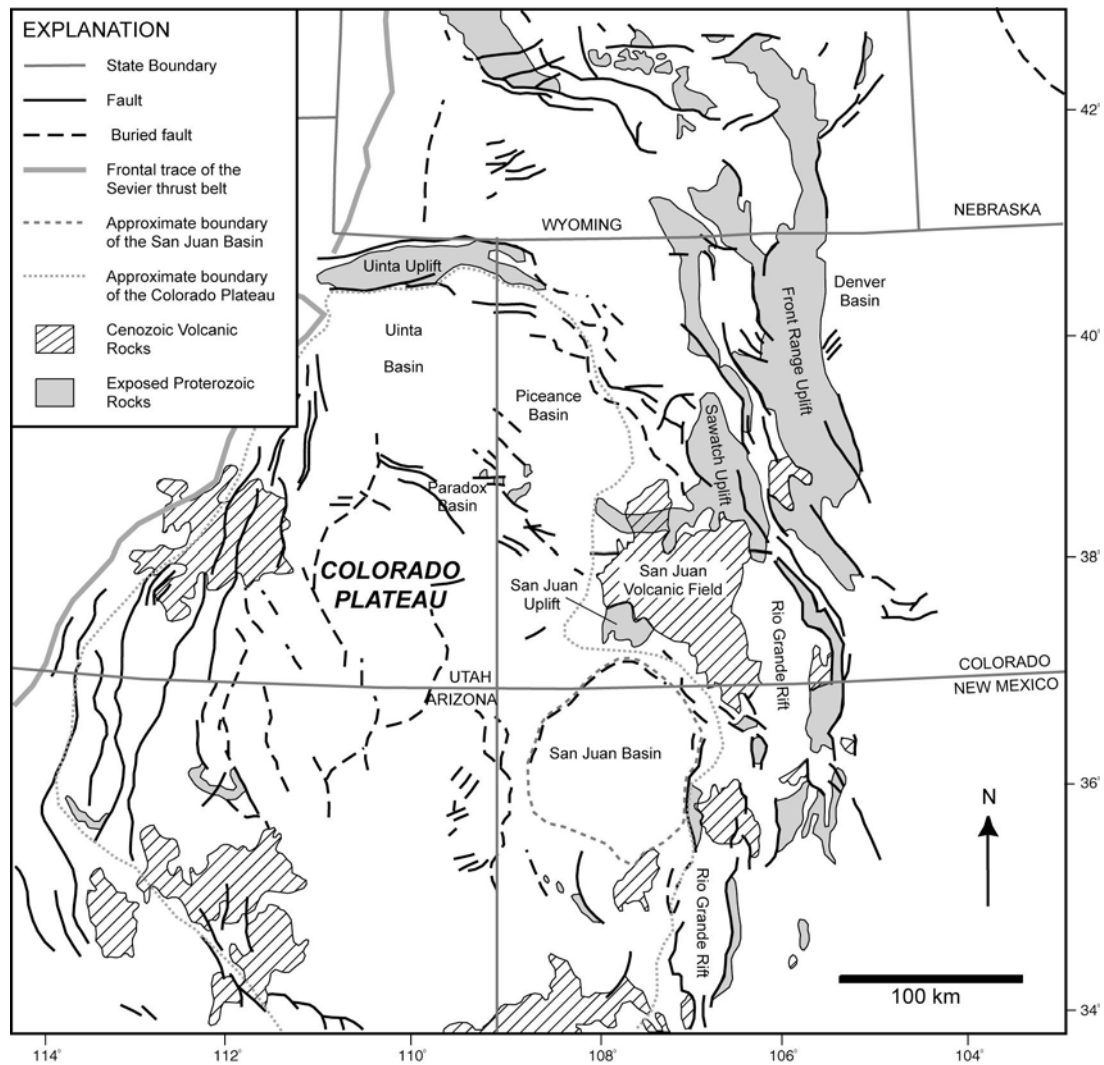 EXPLANATION
State Boundary
Fault
Buried fault
Frontal trace of the
Sevier thrust belt
Approximate boundary
of the San Juan Basin
Approximate boundary
of the Colorado Plateau
Cenozoic Volcanic
Rocks
Exposed Proterozoic
Rocks
42°
WYOMING
NEBRASKA
Uinta Uplift
Denver
Basin
Front Range Uplift
Uinta
Basin
40°
Piceance
Basin
Sawatch Uplift
Paradox
Basin
COLORADO
PLATEAU
38°
San Juan
Volcanic Field
San Juan
Uplift
Rio Grande Rift
UTAH
ARIZONA
COLORADO
NEW MEXICO
San Juan Basin
36°
N
Rio Grande Rift
100 km
34°
114°
112°
110°
108°
106°
104°